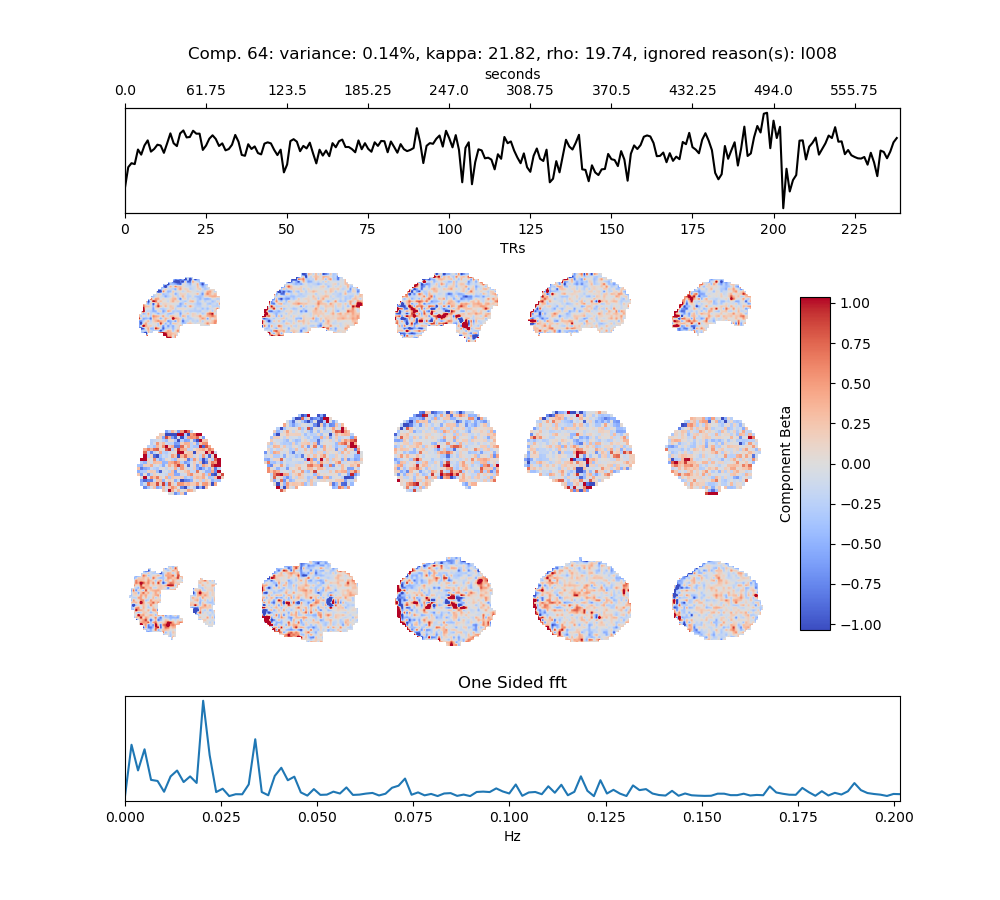 Comp. 64: variance: 0.14%, kappa: 21.82, rho: 19.74, ignored reason(s): I008
seconds
0.0 61.75 123.5 185.25 247.0 308.75 370.5 432.25 494.0 555.75
0 25 50 75 100 125 150 175 200 225
TRs
1.00
0.75
0.50
0.25
0.00
−0.25
−0.50
−0.75
−1.00
Component Beta
One Sided fft
0.000 0.025 0.050 0.075 0.100 0.125 0.150 0.175 0.200
Hz